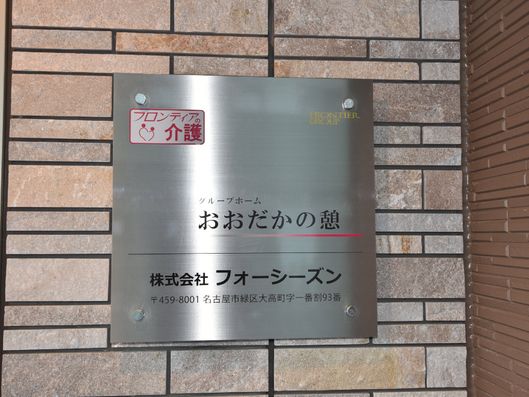 フロンティアの
介護
FRONTIER
GROUP
グループホーム
おおだかの憩
株式会社 フォーシーズン
〒459-8001 名古屋市緑区大高町字一番割93番